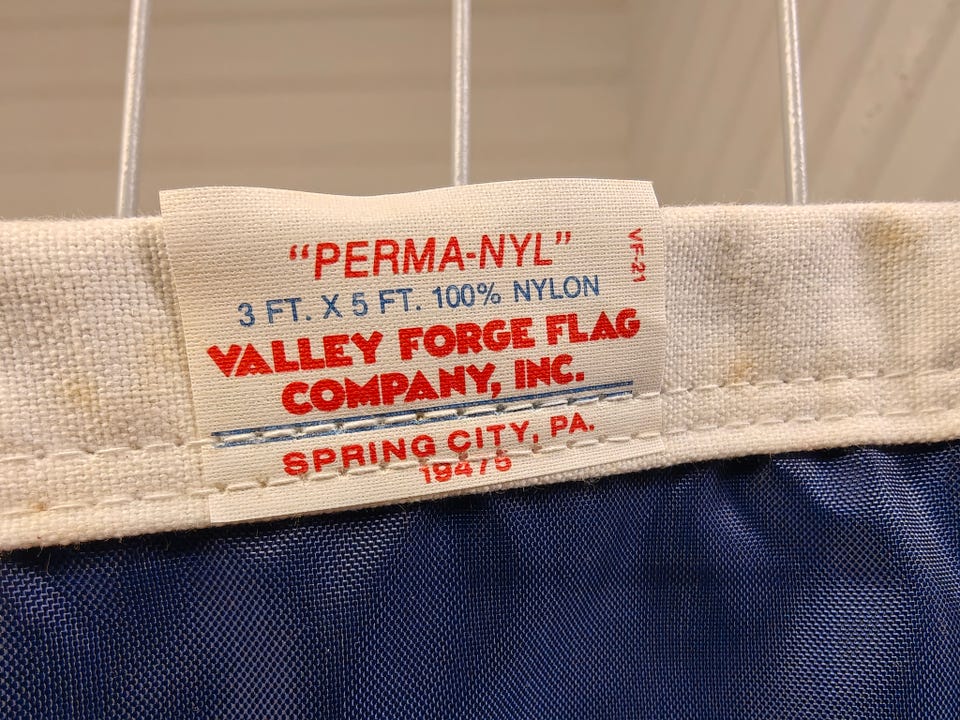 "PERMA-NYL"
3 FT. X 5 FT. 100% NYLON
VALLEY FORGE FLAG
COMPANY, INC.
SPRING CITY, PA.
19475
VF-21